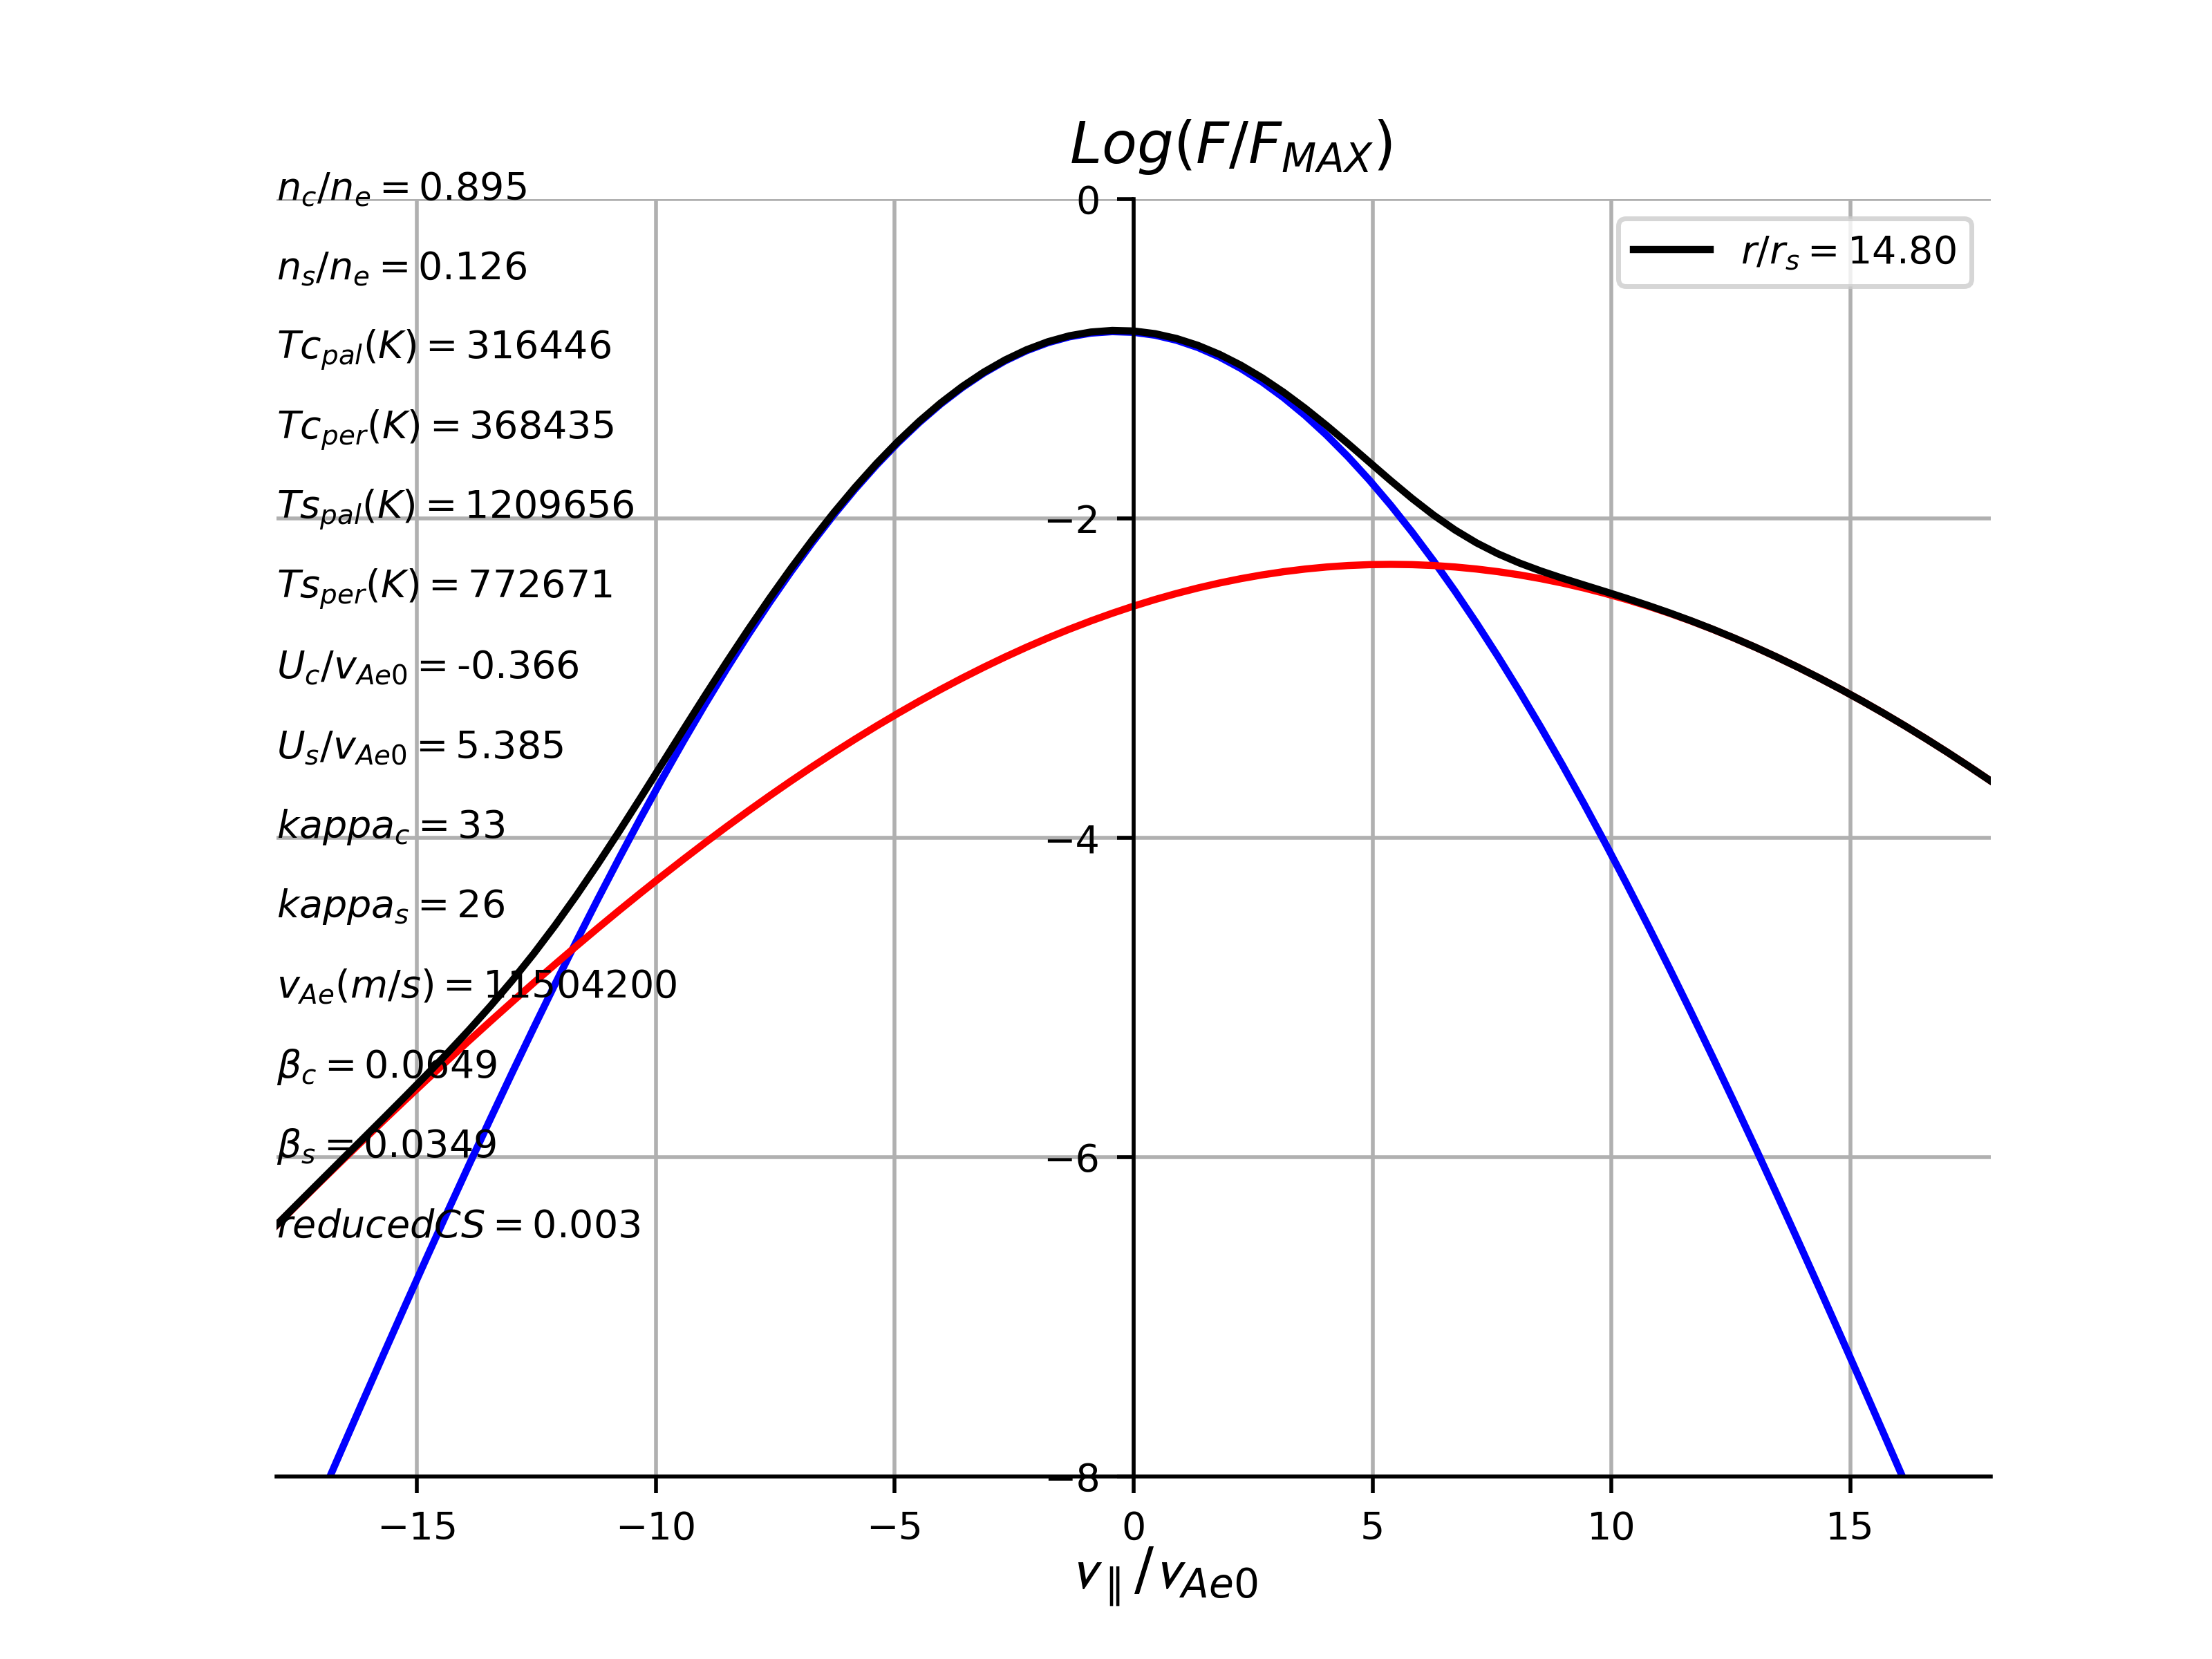 Log(F/F_MAX)
n_c/n_e = 0.895
0
r/r_s = 14.80
n_s/n_e = 0.126
Tc_pal(K) = 316446
Tc_per(K) = 368435
Ts_pal(K) = 1209656
−2
Ts_per(K) = 772671
U_c/v_Ae0 = -0.366
U_s/v_Ae0 = 5.385
kappa_c = 33
−4
kappa_s = 26
v_Ae(m/s) = 11504200
β_c = 0.0649
β_s = 0.0349
−6
reducedCS = 0.003
−8
−15 −10 −5 0 5 10 15
v_∥/v_Ae0